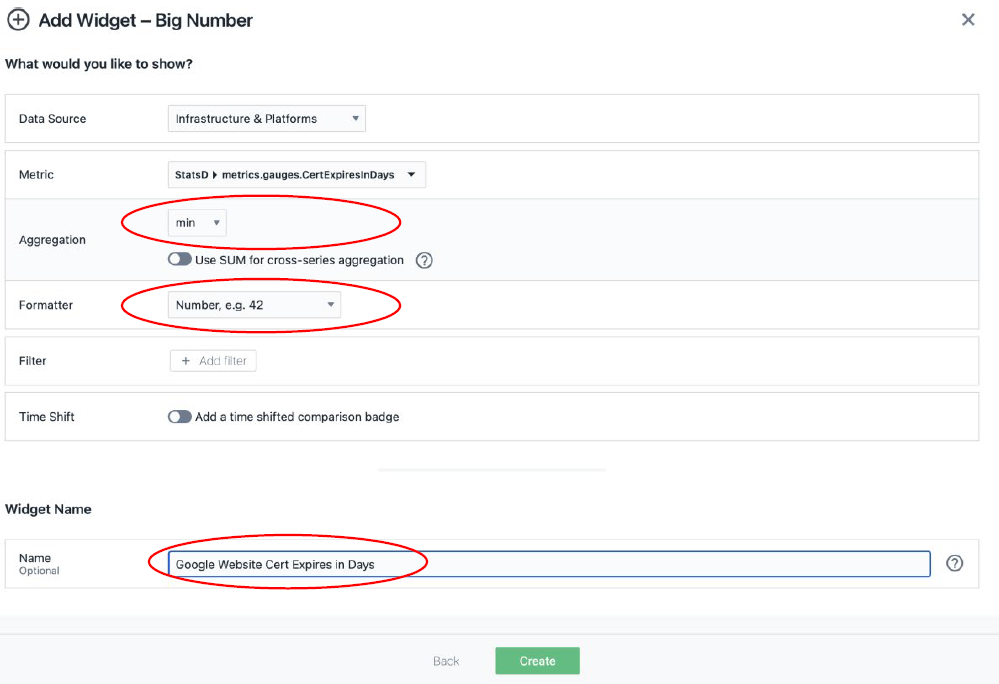 Add Widget – Big Number
What would you like to show?
Data Source
Infrastructure & Platforms
Metric
StatsD ▸ metrics.gauges.CertExpiresInDays
Aggregation
min
Use SUM for cross-series aggregation ?
Formatter
Number, e.g. 42
Filter
+ Add filter
Time Shift
Add a time shifted comparison badge
Widget Name
Name
Optional
Google Website Cert Expires in Days
?
Back
Create